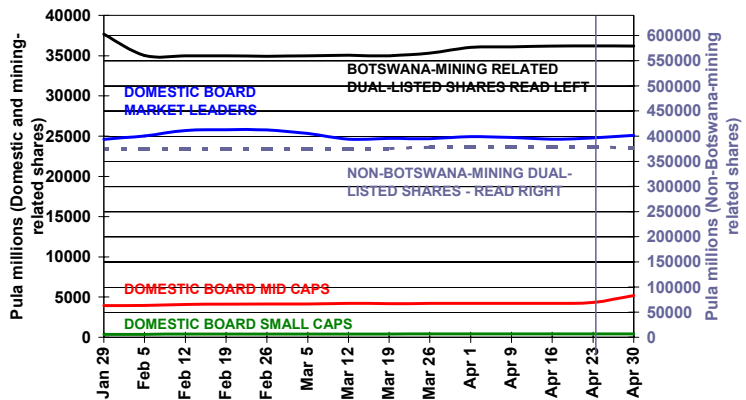 Pula millions (Domestic and mining-
related shares)
40000
35000
30000
25000
20000
15000
10000
5000
0
BOTSWANA-MINING RELATED
DUAL-LISTED SHARES READ LEFT
DOMESTIC BOARD
MARKET LEADERS
NON-BOTSWANA-MINING DUAL-
LISTED SHARES - READ RIGHT
DOMESTIC BOARD MID CAPS
DOMESTIC BOARD SMALL CAPS
600000
550000
500000
450000
400000
350000
300000
250000
200000
150000
100000
50000
0
Pula millions (Non-Botswana-mining
related)
Jan 29
Feb 5
Feb 12
Feb 19
Feb 26
Mar 5
Mar 12
Mar 19
Mar 26
Apr 1
Apr 9
Apr 16
Apr 23
Apr 30